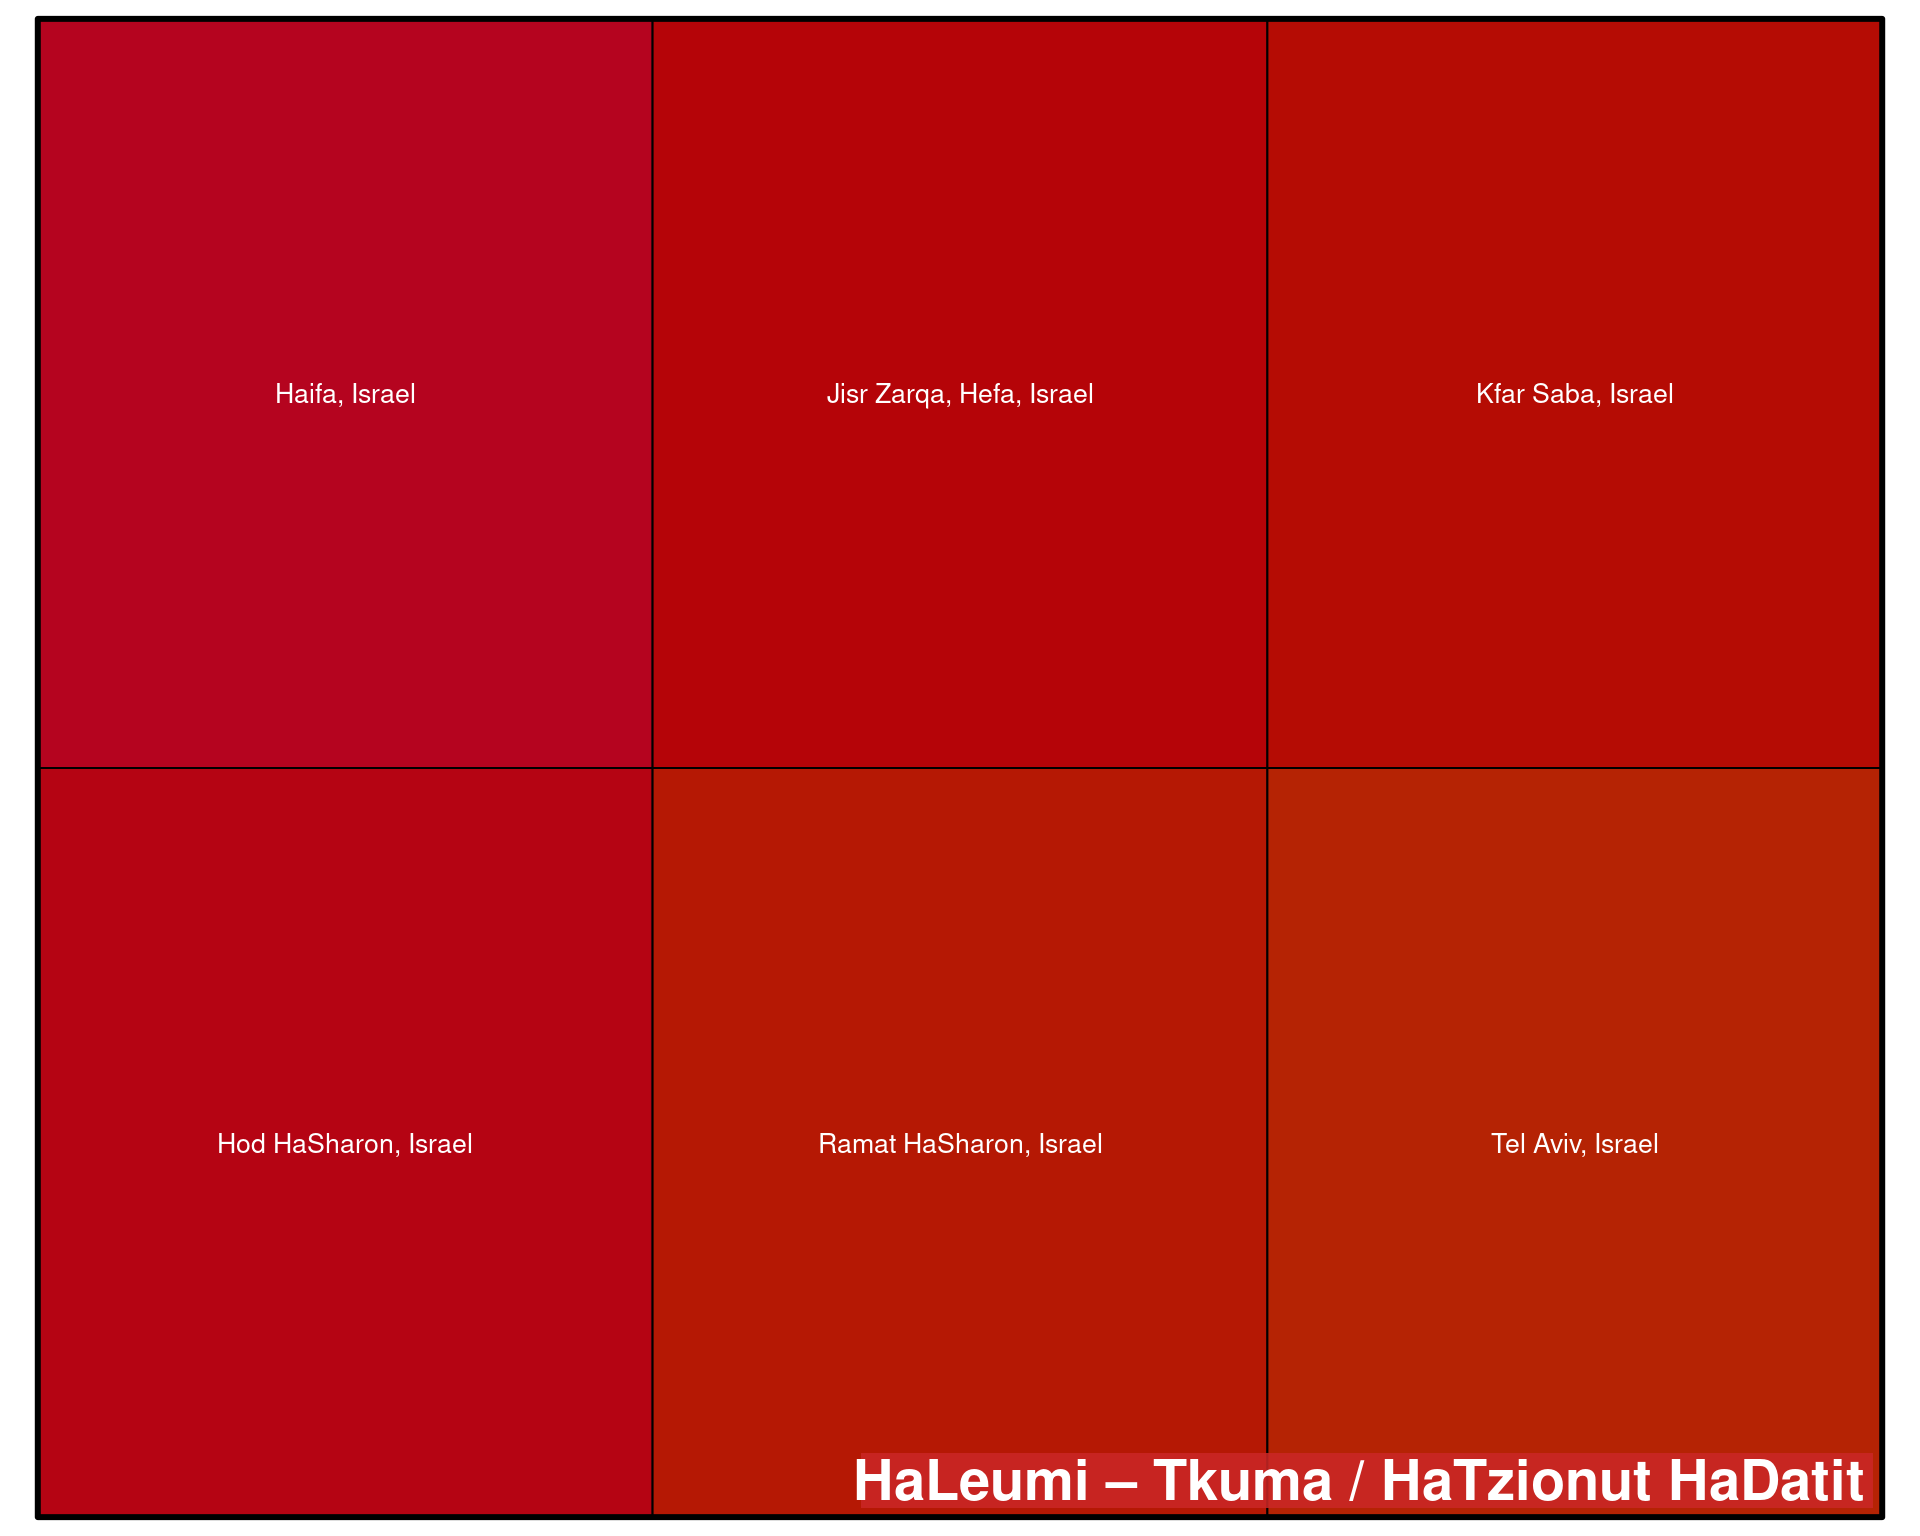 Haifa, Israel
Jisr Zarqa, Hefa, Israel
Kfar Saba, Israel
Hod HaSharon, Israel
Ramat HaSharon, Israel
Tel Aviv, Israel
HaLeumi – Tkuma / HaTzionut HaDatit